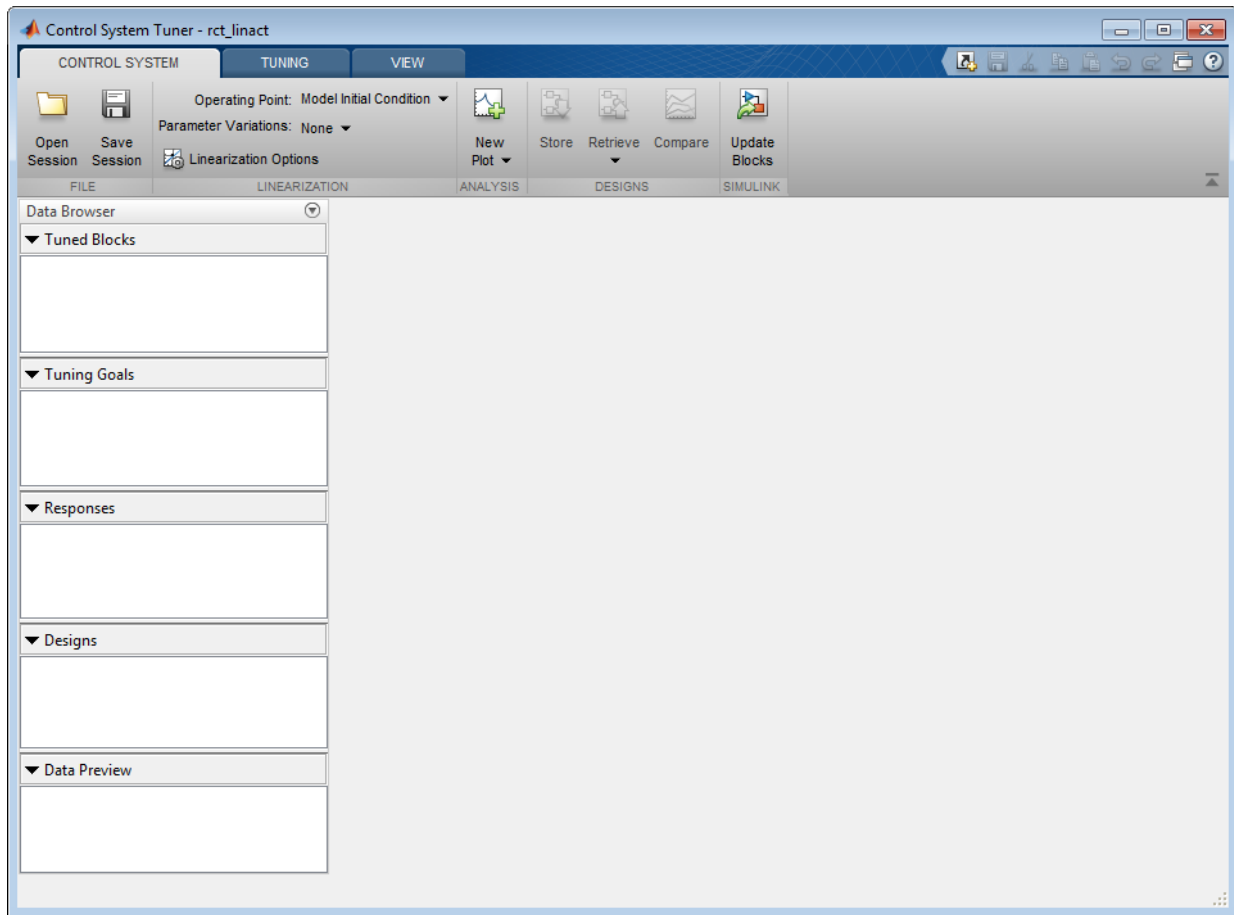 Control System Tuner - rct_linact
CONTROL SYSTEM TUNING VIEW
Operating Point: Model Initial Condition
Parameter Variations: None
Linearization Options
Open Session
Save Session
New Plot
Store
Retrieve
Compare
Update Blocks
FILE LINEARIZATION ANALYSIS DESIGNS SIMULINK
Data Browser
Tuned Blocks
Tuning Goals
Responses
Designs
Data Preview